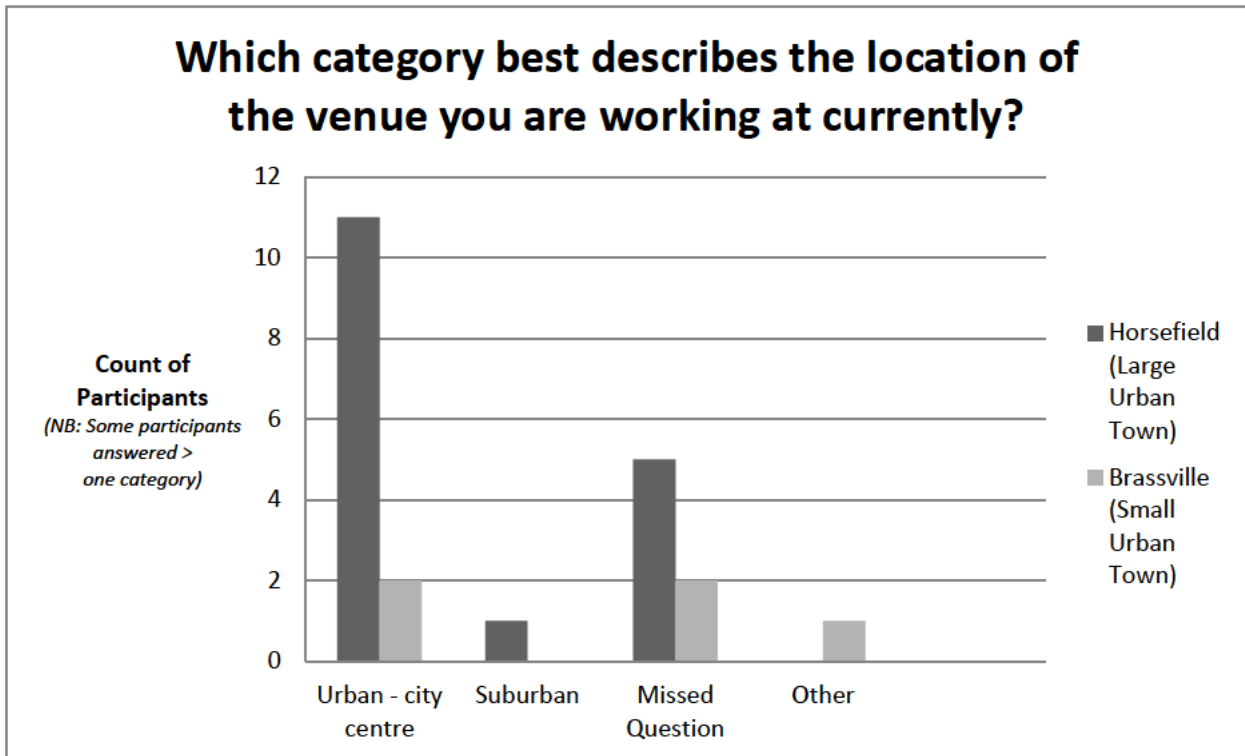 Which category best describes the location of
the venue you are working at currently?
12
10
8
6
4
2
0
Count of
Participants
(NB: Some participants
answered >
one category)
Urban - city
centre
Suburban
Missed
Question
Other
Horsefield
(Large
Urban
Town)
Brassville
(Small
Urban
Town)